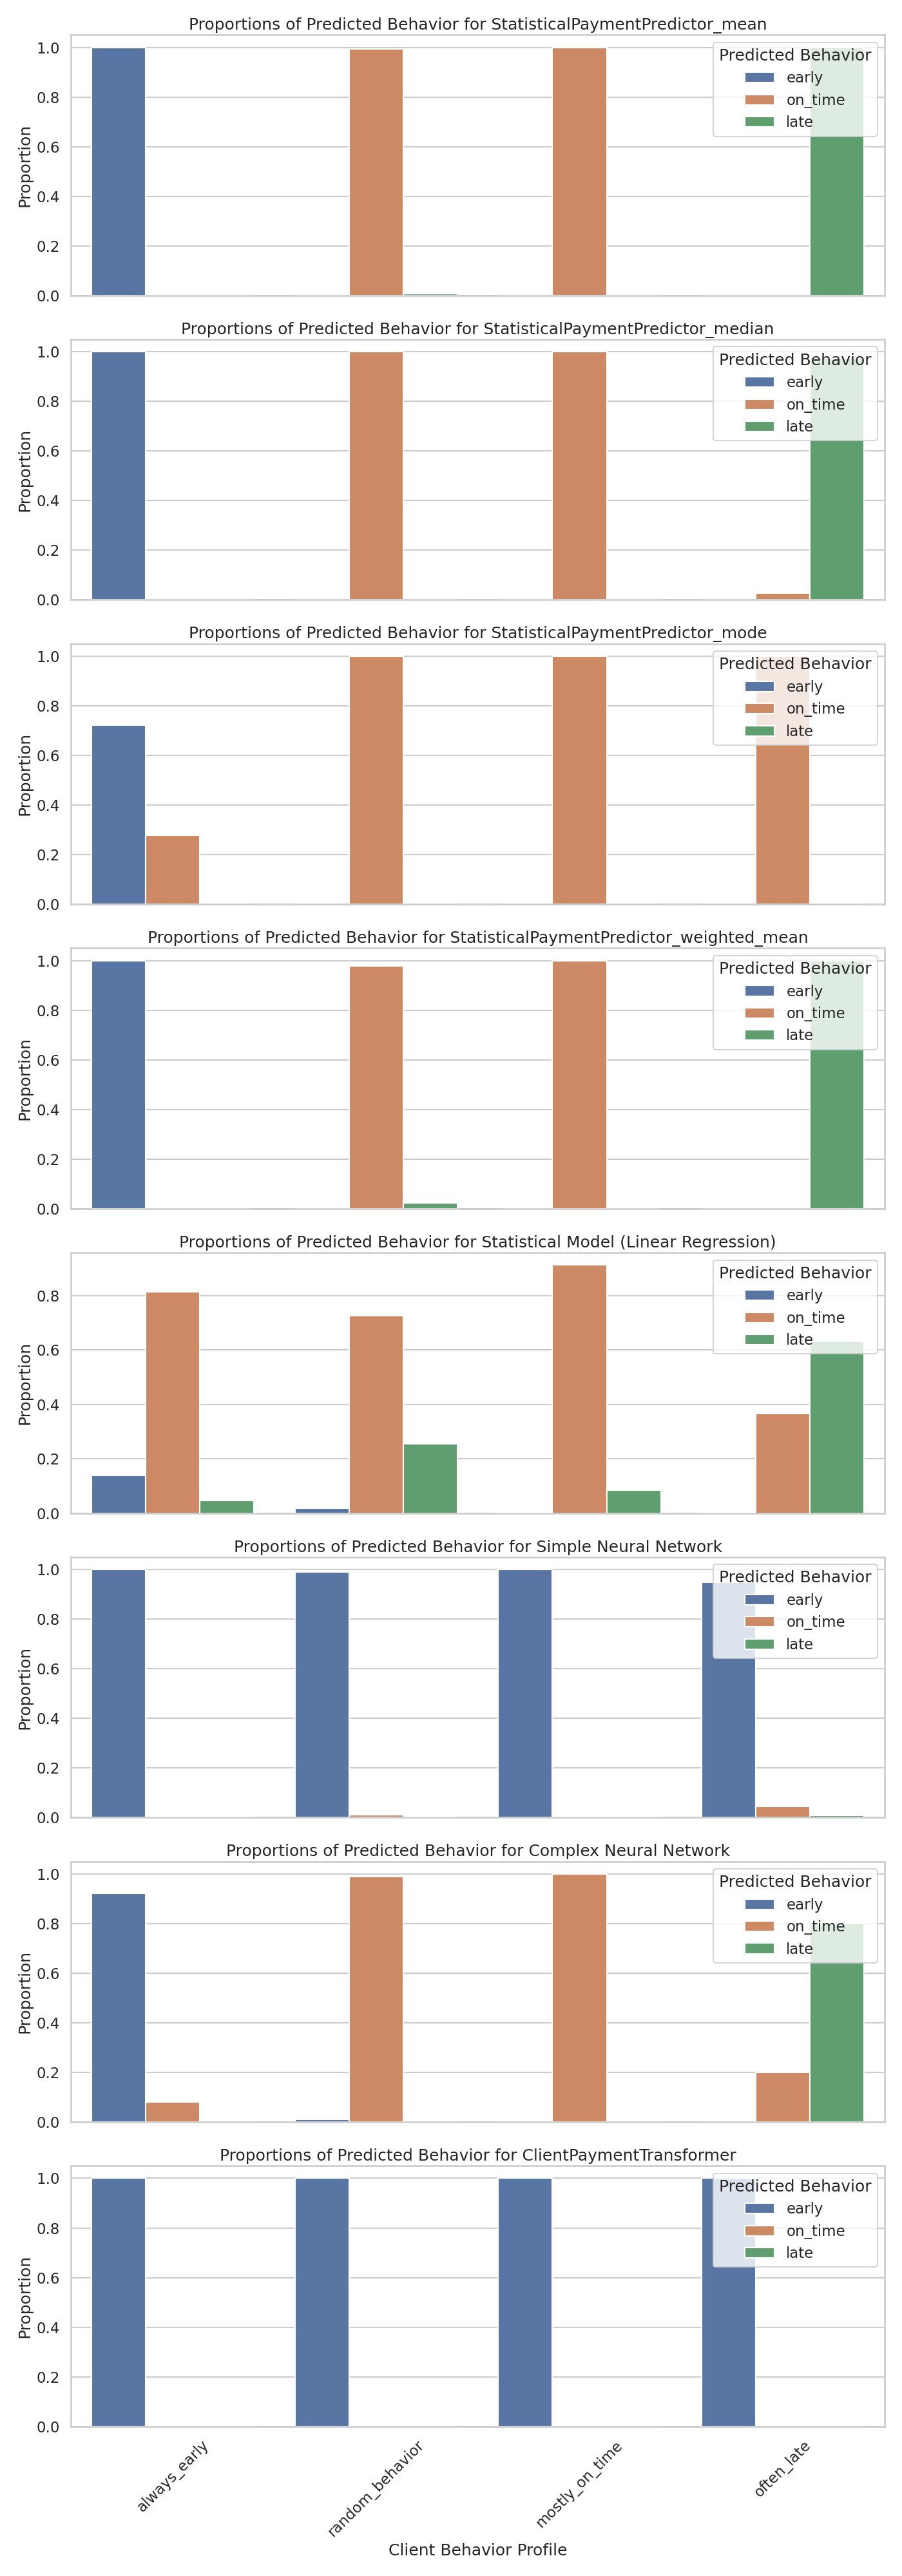 Proportions of Predicted Behavior for StatisticalPaymentPredictor_mean
Proportion
1.0
0.8
0.6
0.4
0.2
0.0
Predicted Behavior
early
on_time
late
Proportions of Predicted Behavior for StatisticalPaymentPredictor_median
Proportion
1.0
0.8
0.6
0.4
0.2
0.0
Predicted Behavior
early
on_time
late
Proportions of Predicted Behavior for StatisticalPaymentPredictor_mode
Proportion
1.0
0.8
0.6
0.4
0.2
0.0
Predicted Behavior
early
on_time
late
Proportions of Predicted Behavior for StatisticalPaymentPredictor_weighted_mean
Proportion
1.0
0.8
0.6
0.4
0.2
0.0
Predicted Behavior
early
on_time
late
Proportions of Predicted Behavior for Statistical Model (Linear Regression)
Proportion
0.8
0.6
0.4
0.2
0.0
Predicted Behavior
early
on_time
late
Proportions of Predicted Behavior for Simple Neural Network
Proportion
1.0
0.8
0.6
0.4
0.2
0.0
Predicted Behavior
early
on_time
late
Proportions of Predicted Behavior for Complex Neural Network
Proportion
1.0
0.8
0.6
0.4
0.2
0.0
Predicted Behavior
early
on_time
late
Proportions of Predicted Behavior for ClientPaymentTransformer
Proportion
1.0
0.8
0.6
0.4
0.2
0.0
Predicted Behavior
early
on_time
late
always_early
random_behavior
mostly_on_time
often_late
Client Behavior Profile